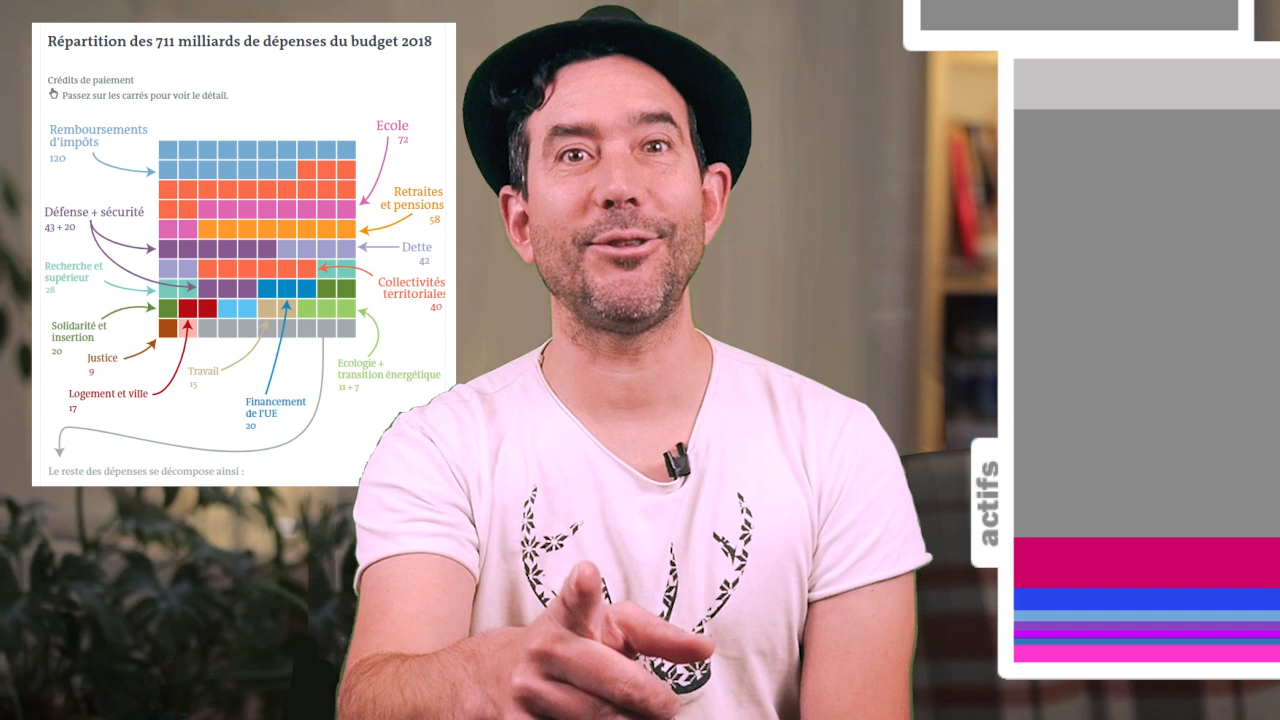 Répartition des 711 milliards de dépenses du budget 2018
Crédits de paiement
Passez sur les carrés pour voir le détail.
Remboursements
d'impôts
120
Ecole
72
Retraites
et pensions
58
Défense + sécurité
43 + 20
Dette
42
Recherche et
supérieur
28
Collectivités
territoriales
40
Solidarité et
insertion
20
Justice
9
Travail
15
Ecologie +
transition énergétique
11 + 7
Logement et ville
17
Financement
de l'UE
20
Le reste des dépenses se décompose ainsi :
actifs